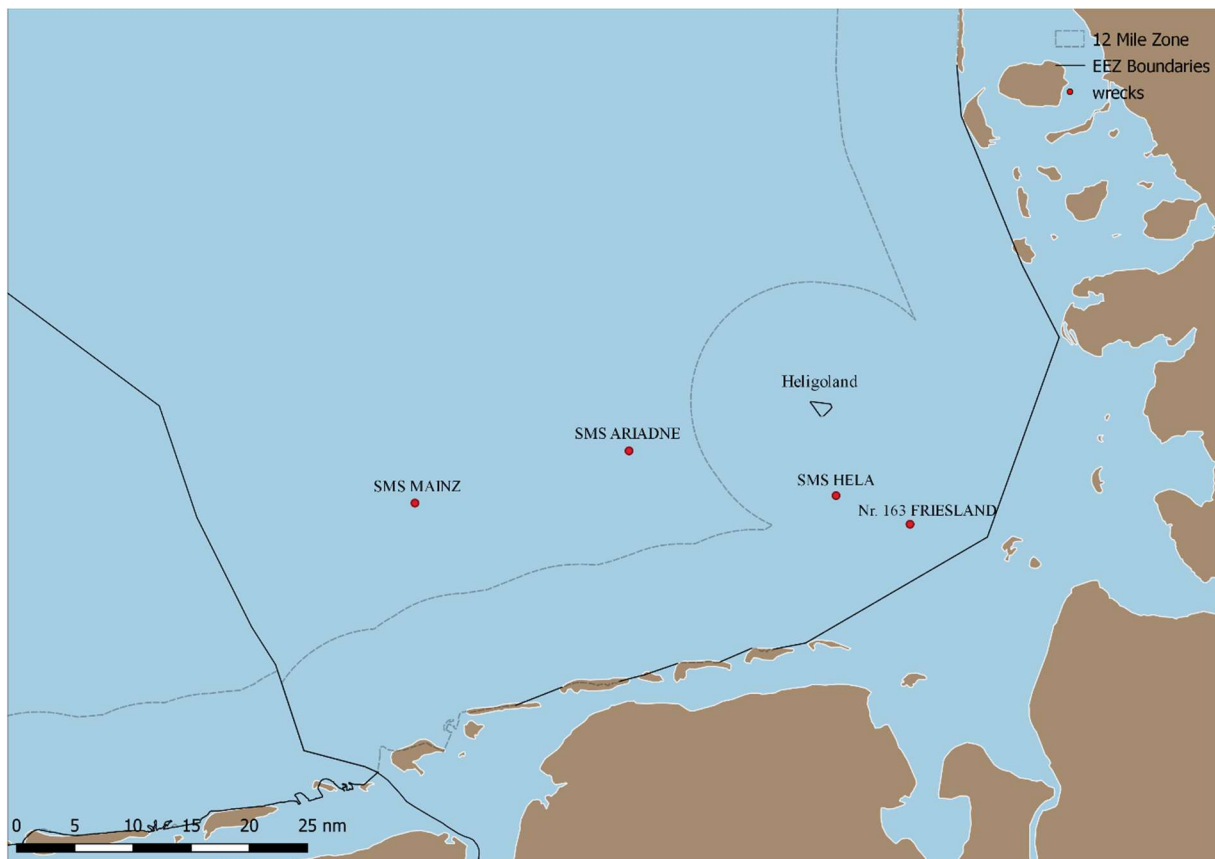 12 Mile Zone
EEZ Boundaries
wrecks
Heligoland
SMS ARIADNE
SMS MAINZ
SMS HELA
Nr. 163 FRIESLAND
0 5 10 15 20 25 nm